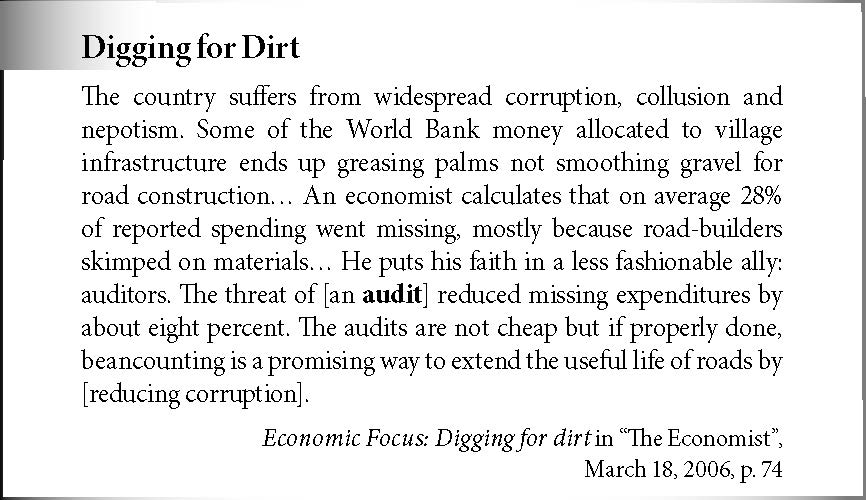 Digging for Dirt
The country suffers from widespread corruption, collusion and
nepotism. Some of the World Bank money allocated to village
infrastructure ends up greasing palms not smoothing gravel for
road construction… An economist calculates that on average 28%
of reported spending went missing, mostly because road-builders
skimped on materials… He puts his faith in a less fashionable ally:
auditors. The threat of [an audit] reduced missing expenditures by
about eight percent. The audits are not cheap but if properly done,
beancounting is a promising way to extend the useful life of roads by
[reducing corruption].
Economic Focus: Digging for dirt in “The Economist”,
March 18, 2006, p. 74